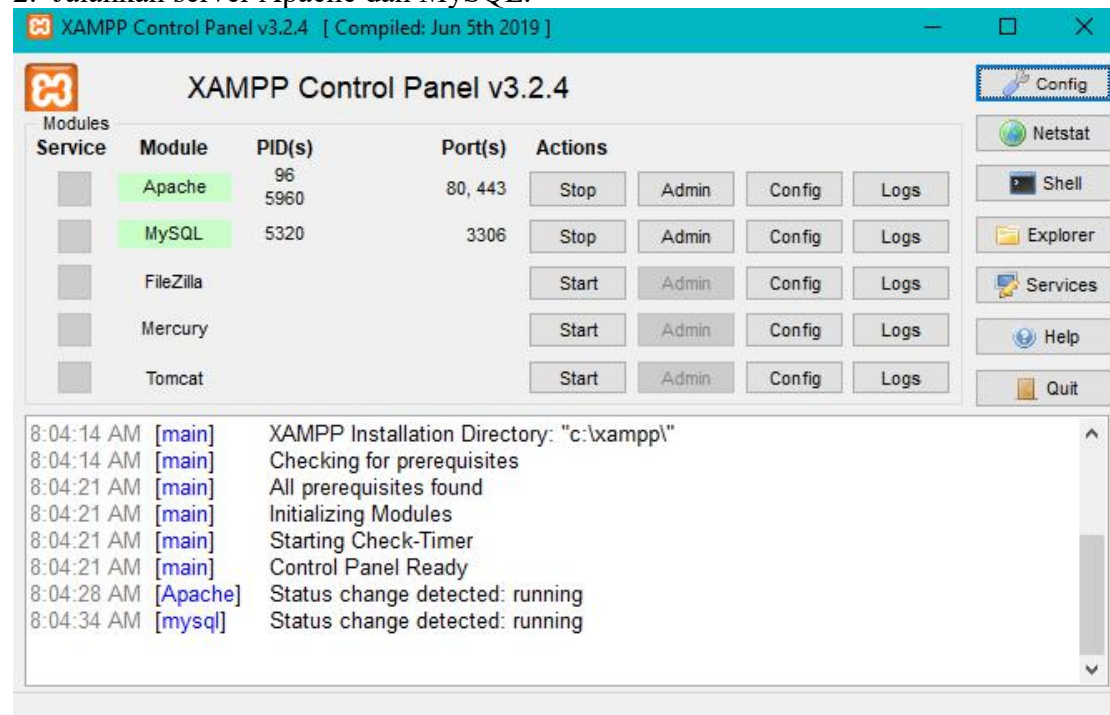 2. Jalankan server Apache dan MySQL.
XAMPP Control Panel v3.2.4 [ Compiled: Jun 5th 2019 ]
XAMPP Control Panel v3.2.4
Config
Modules
Service Module PID(s) Port(s) Actions
Netstat
Apache 96 5960 80, 443 Stop Admin Config Logs
Shell
MySQL 5320 3306 Stop Admin Config Logs
Explorer
FileZilla Start Admin Config Logs
Services
Mercury Start Admin Config Logs
Help
Tomcat Start Admin Config Logs
Quit
8:04:14 AM [main] XAMPP Installation Directory: "c:\xampp\"
8:04:14 AM [main] Checking for prerequisites
8:04:21 AM [main] All prerequisites found
8:04:21 AM [main] Initializing Modules
8:04:21 AM [main] Starting Check-Timer
8:04:21 AM [main] Control Panel Ready
8:04:28 AM [Apache] Status change detected: running
8:04:34 AM [mysql] Status change detected: running